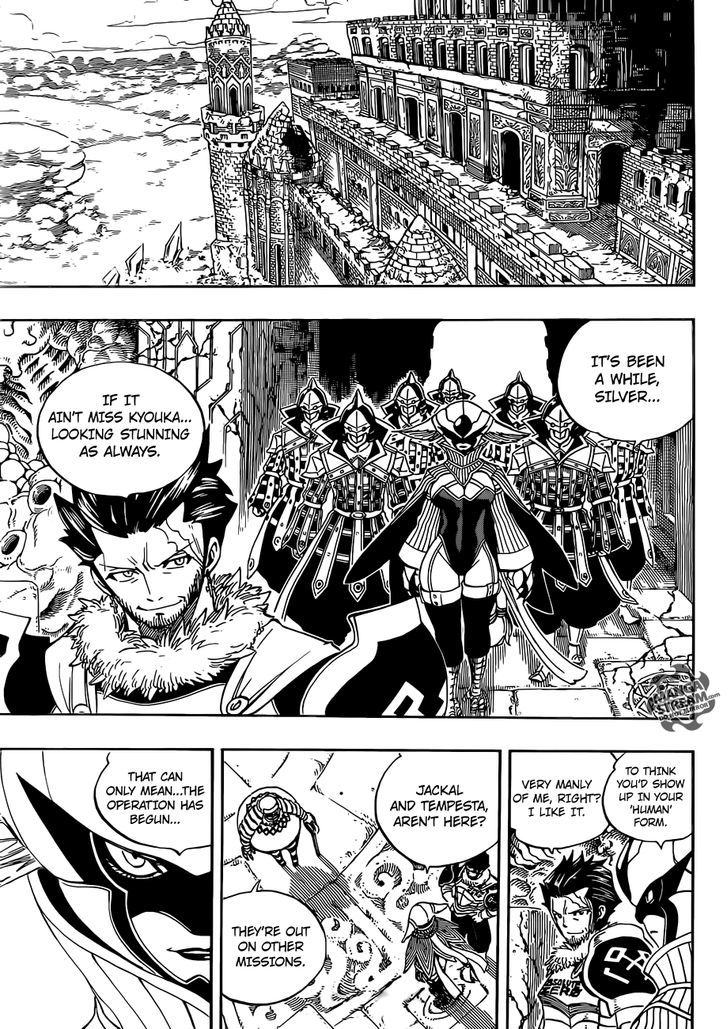 IT'S BEEN
A WHILE,
SILVER...
IF IT
AIN'T MISS KYOUKA...
LOOKING STUNNING
AS ALWAYS.
MANGA
STREAM
TO THINK
YOU'D SHOW
UP IN YOUR
'HUMAN'
FORM.
VERY MANLY
OF ME, RIGHT?
I LIKE IT.
ABSOLUTE
ZERO
JACKAL
AND TEMPESTA,
AREN'T HERE?
THEY'RE OUT
ON OTHER
MISSIONS.
THAT CAN
ONLY MEAN...THE
OPERATION HAS
BEGUN...